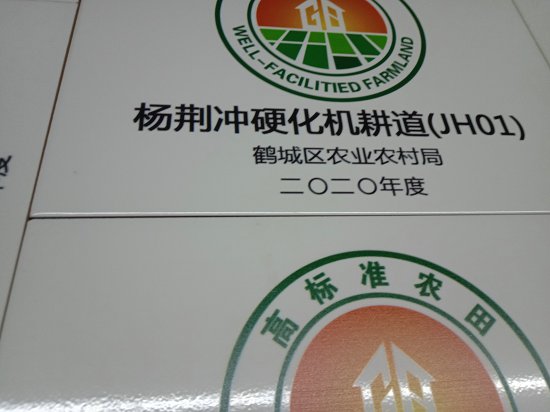 WELL-FACILITIED FARMLAND
杨荆冲硬化机耕道(JH01)
鹤城区农业农村局
二〇二〇年度
度
高标准农田